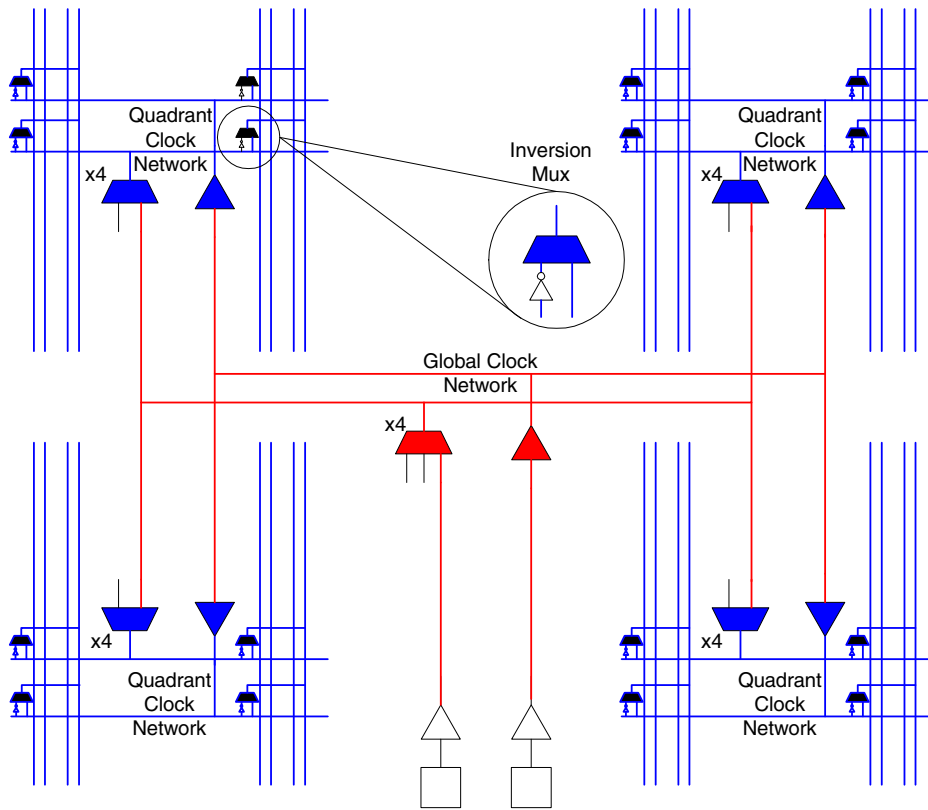 Quadrant
Clock
Network
x4
Quadrant
Clock
Network
x4
Inversion
Mux
Global Clock
Network
x4
x4
Quadrant
Clock
Network
x4
Quadrant
Clock
Network